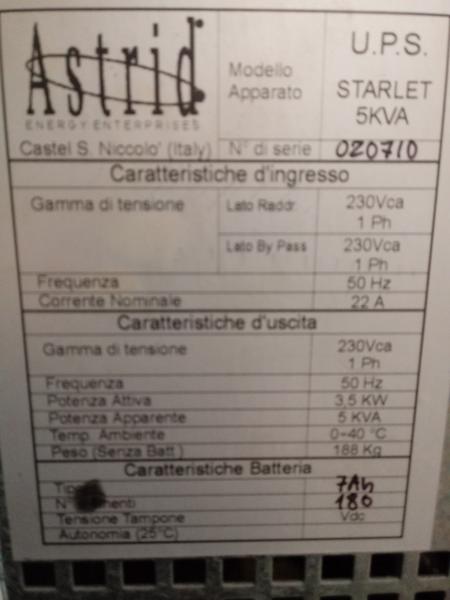 Astrid
ENERGY ENTERPRISES
Castel S. Niccolo' (Italy)
Modello
Apparato
U.P.S.
STARLET
5KVA
N° di serie 020710
Caratteristiche d'ingresso
Gamma di tensione Lato Raddr. 230Vca
1 Ph
Lato By Pass 230Vca
1 Ph
Frequenza 50 Hz
Corrente Nominale 22 A
Caratteristiche d'uscita
Gamma di tensione 230Vca
1 Ph
Frequenza 50 Hz
Potenza Attiva 3,5 KW
Potenza Apparente 5 KVA
Temp. Ambiente 0-40 °C
Peso (Senza Batt.) 188 Kg
Caratteristiche Batteria
7Ah
180
Tensione Tampone Vdc
Autonomia (25°C)